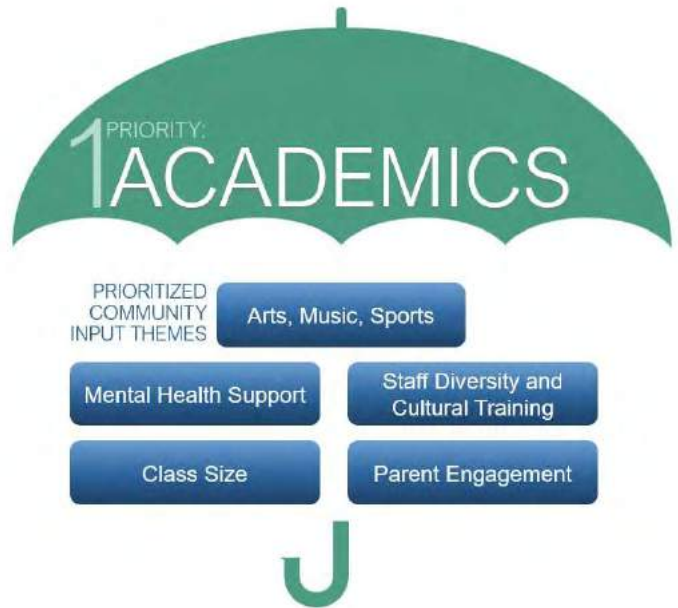 1 PRIORITY:
ACADEMICS
PRIORITIZED
COMMUNITY
INPUT THEMES
Arts, Music, Sports
Mental Health Support
Staff Diversity and
Cultural Training
Class Size
Parent Engagement